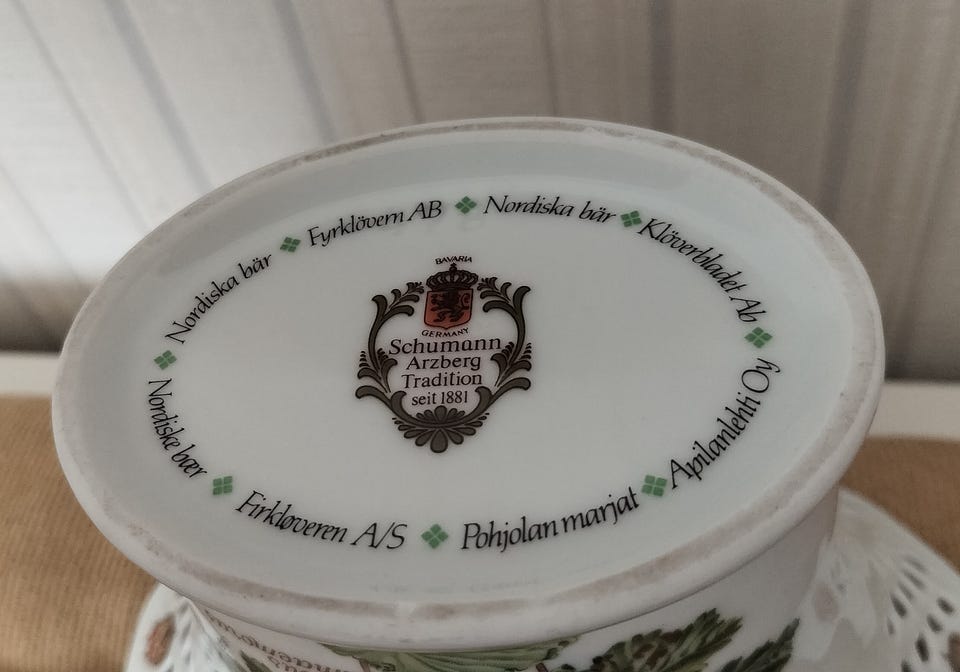 BAVARIA
GERMANY
Schumann
Arzberg
Tradition
seit 1881
Nordiska bär
Fyrklövern AB
Nordiska bär
Klöverbladet Ab
Apilanlehti Oy
Pohjolan marjat
Firkløveren A/S
Nordiske bær